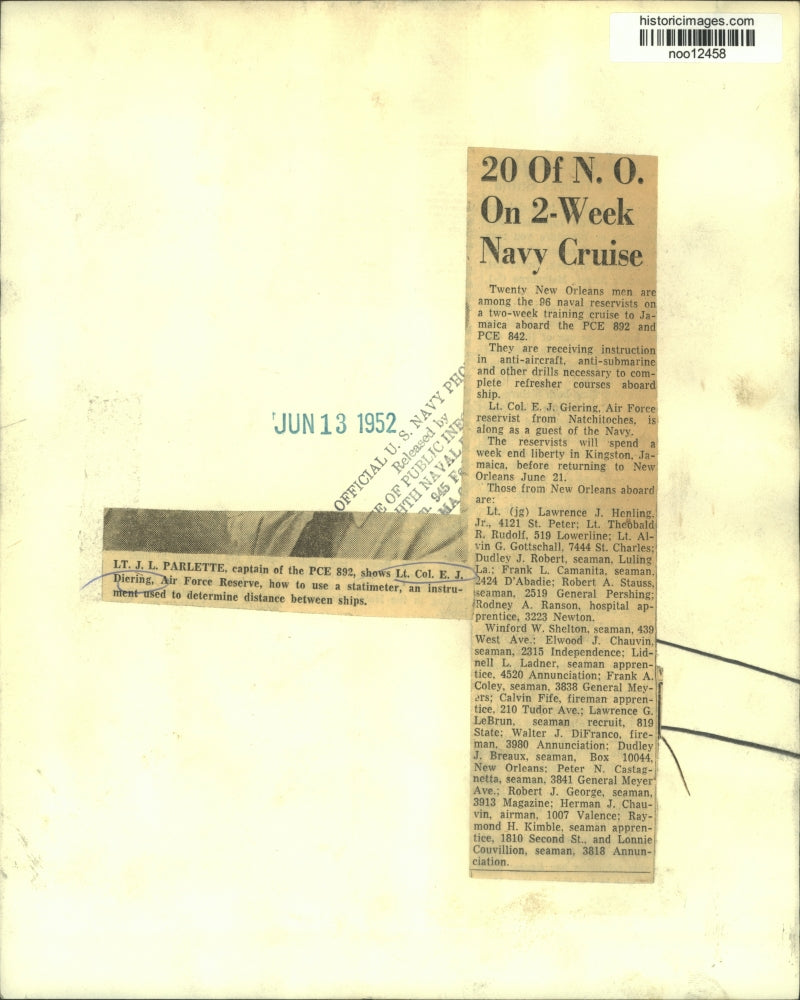 historicimages.com
noo12458
20 Of N. O.
On 2-Week
Navy Cruise
Twenty New Orleans men are
among the 96 naval reservists on
a two-week training cruise to Ja-
maica aboard the PCE 892 and
PCE 842.
They are receiving instruction
in anti-aircraft, anti-submarine
and other drills necessary to com-
plete refresher courses aboard
ship.
Lt. Col. E. J. Giering, Air Force
reservist from Natchitoches, is
along as a guest of the Navy.
The reservists will spend a
week end liberty in Kingston, Ja-
maica, before returning to New
Orleans June 21.
Those from New Orleans aboard
are:
Lt. (jg) Lawrence J. Henling,
Jr., 4121 St. Peter; Lt. Theobald
R. Rudolf, 519 Lowerline; Lt. Al-
vin G. Gottschall, 7444 St. Charles;
Dudley J. Robert, seaman, Luling
La.; Frank L. Camanita, seaman,
2424 D'Abadie; Robert A. Stauss,
seaman, 2519 General Pershing;
Rodney A. Ranson, hospital ap-
prentice, 3223 Newton.
Winford W. Shelton, seaman, 439
West Ave.; Elwood J. Chauvin,
seaman, 2315 Independence; Lid-
nell L. Ladner, seaman appren-
tice, 4520 Annunciation; Frank A.
Coley, seaman, 3838 General Mey-
ers; Calvin Fife, fireman appren-
tice, 210 Tudor Ave.; Lawrence G.
LeBrun, seaman recruit, 819
State; Walter J. DiFranco, fire-
man, 3980 Annunciation; Dudley
J. Breaux, seaman, Box 10044,
New Orleans; Peter N. Castag-
netta, seaman, 3841 General Meyer
Ave.; Robert J. George, seaman,
3913 Magazine; Herman J. Chau-
vin, airman, 1007 Valence; Ray-
mond H. Kimble, seaman appren-
tice, 1810 Second St., and Lonnie
Couvillion, seaman, 3818 Annun-
ciation.
JUN 13 1952
OFFICIAL U. S. NAVY PHO
Released by
E OF PUBLIC INF
HTH NAVAL
945
MA
LT. J. L. PARLETTE, captain of the PCE 892, shows Lt. Col. E. J.
Diering, Air Force Reserve, how to use a statimeter, an instru-
ment used to determine distance between ships.